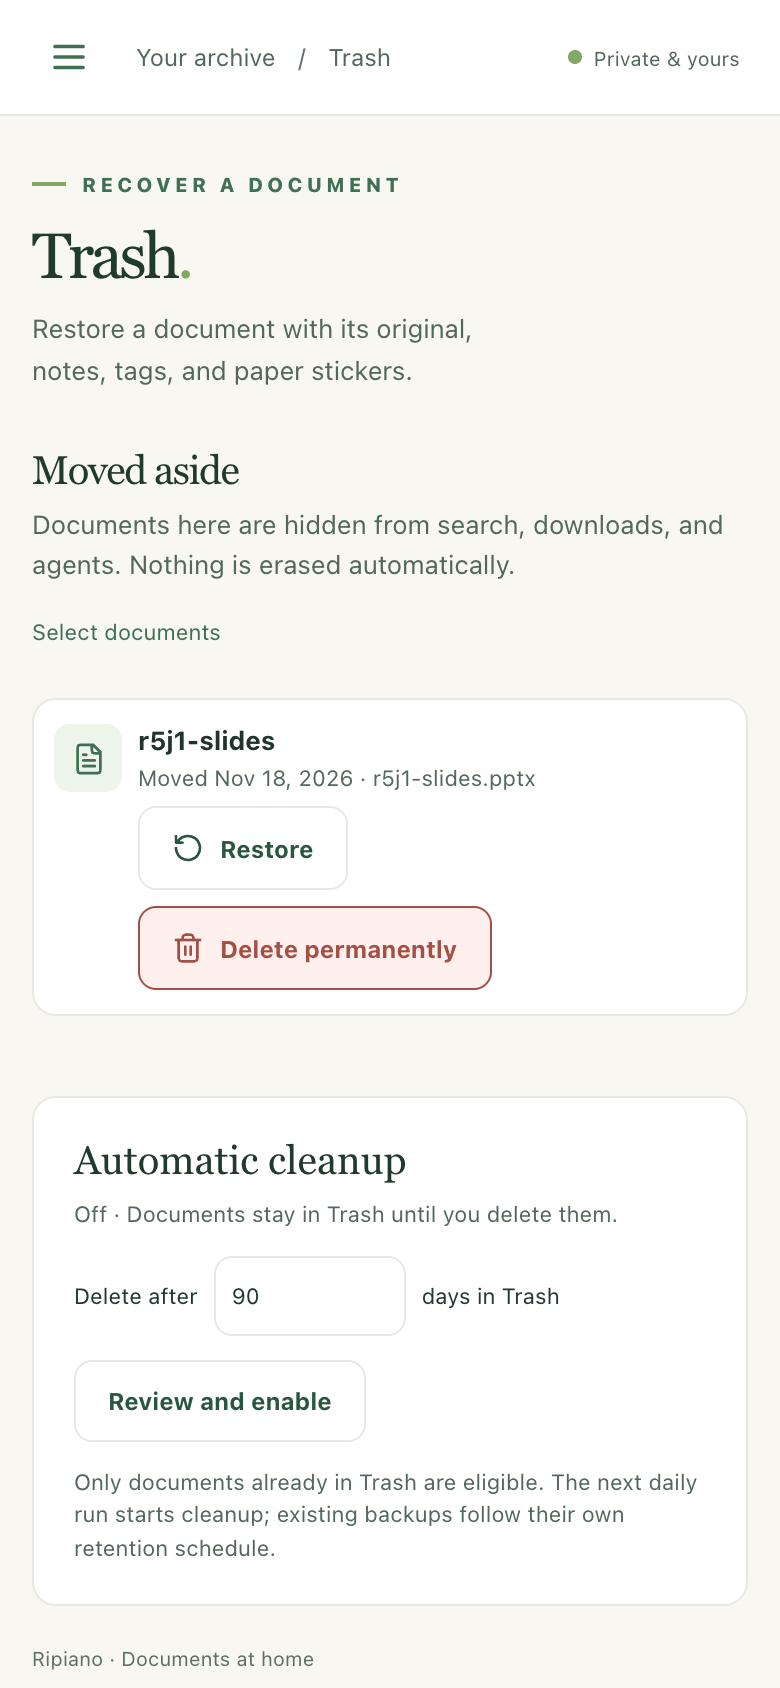 Your archive / Trash
Private & yours
RECOVER A DOCUMENT
Trash.
Restore a document with its original,
notes, tags, and paper stickers.
Moved aside
Documents here are hidden from search, downloads, and
agents. Nothing is erased automatically.
Select documents
r5j1-slides
Moved Nov 18, 2026 · r5j1-slides.pptx
Restore
Delete permanently
Automatic cleanup
Off · Documents stay in Trash until you delete them.
Delete after 90 days in Trash
Review and enable
Only documents already in Trash are eligible. The next daily
run starts cleanup; existing backups follow their own
retention schedule.
Ripiano · Documents at home